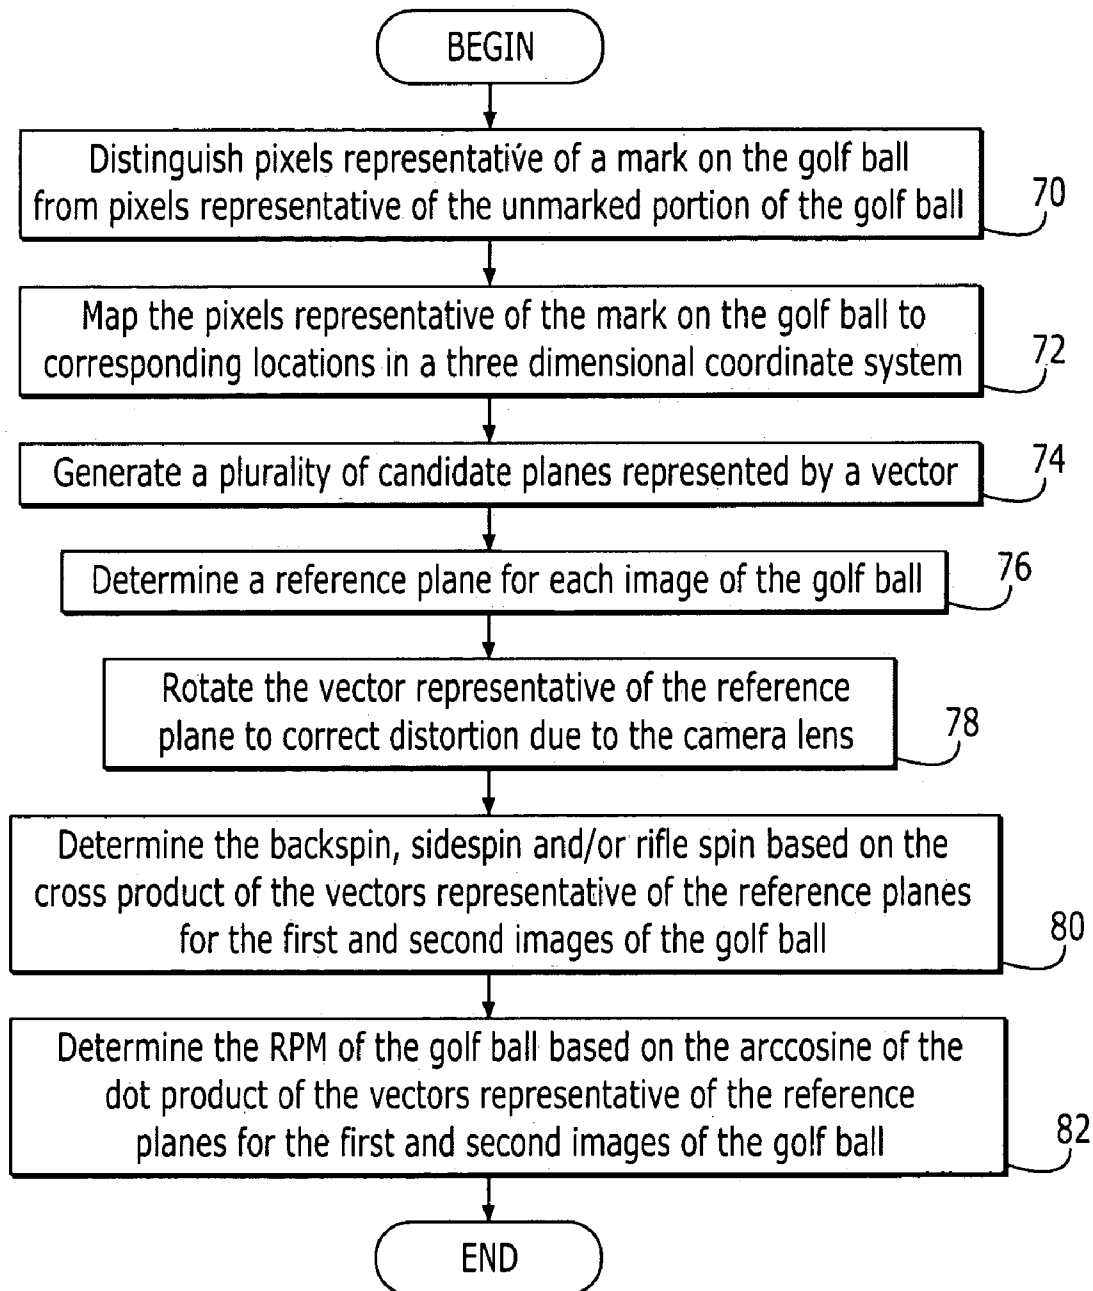 BEGIN
Distinguish pixels representative of a mark on the golf ball
from pixels representative of the unmarked portion of the golf ball
70
Map the pixels representative of the mark on the golf ball to
corresponding locations in a three dimensional coordinate system
72
Generate a plurality of candidate planes represented by a vector
74
Determine a reference plane for each image of the golf ball
76
Rotate the vector representative of the reference
plane to correct distortion due to the camera lens
78
Determine the backspin, sidespin and/or rifle spin based on the
cross product of the vectors representative of the reference planes
for the first and second images of the golf ball
80
Determine the RPM of the golf ball based on the arccosine of the
dot product of the vectors representative of the reference
planes for the first and second images of the golf ball
82
END